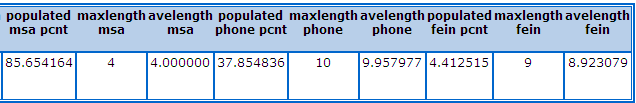 populated maxlength avelength populated maxlength avelength populated maxlength avelength
msa pcnt msa msa phone pcnt phone phone fein pcnt fein fein
85.654164 4 4.000000 37.854836 10 9.957977 4.412515 9 8.923079